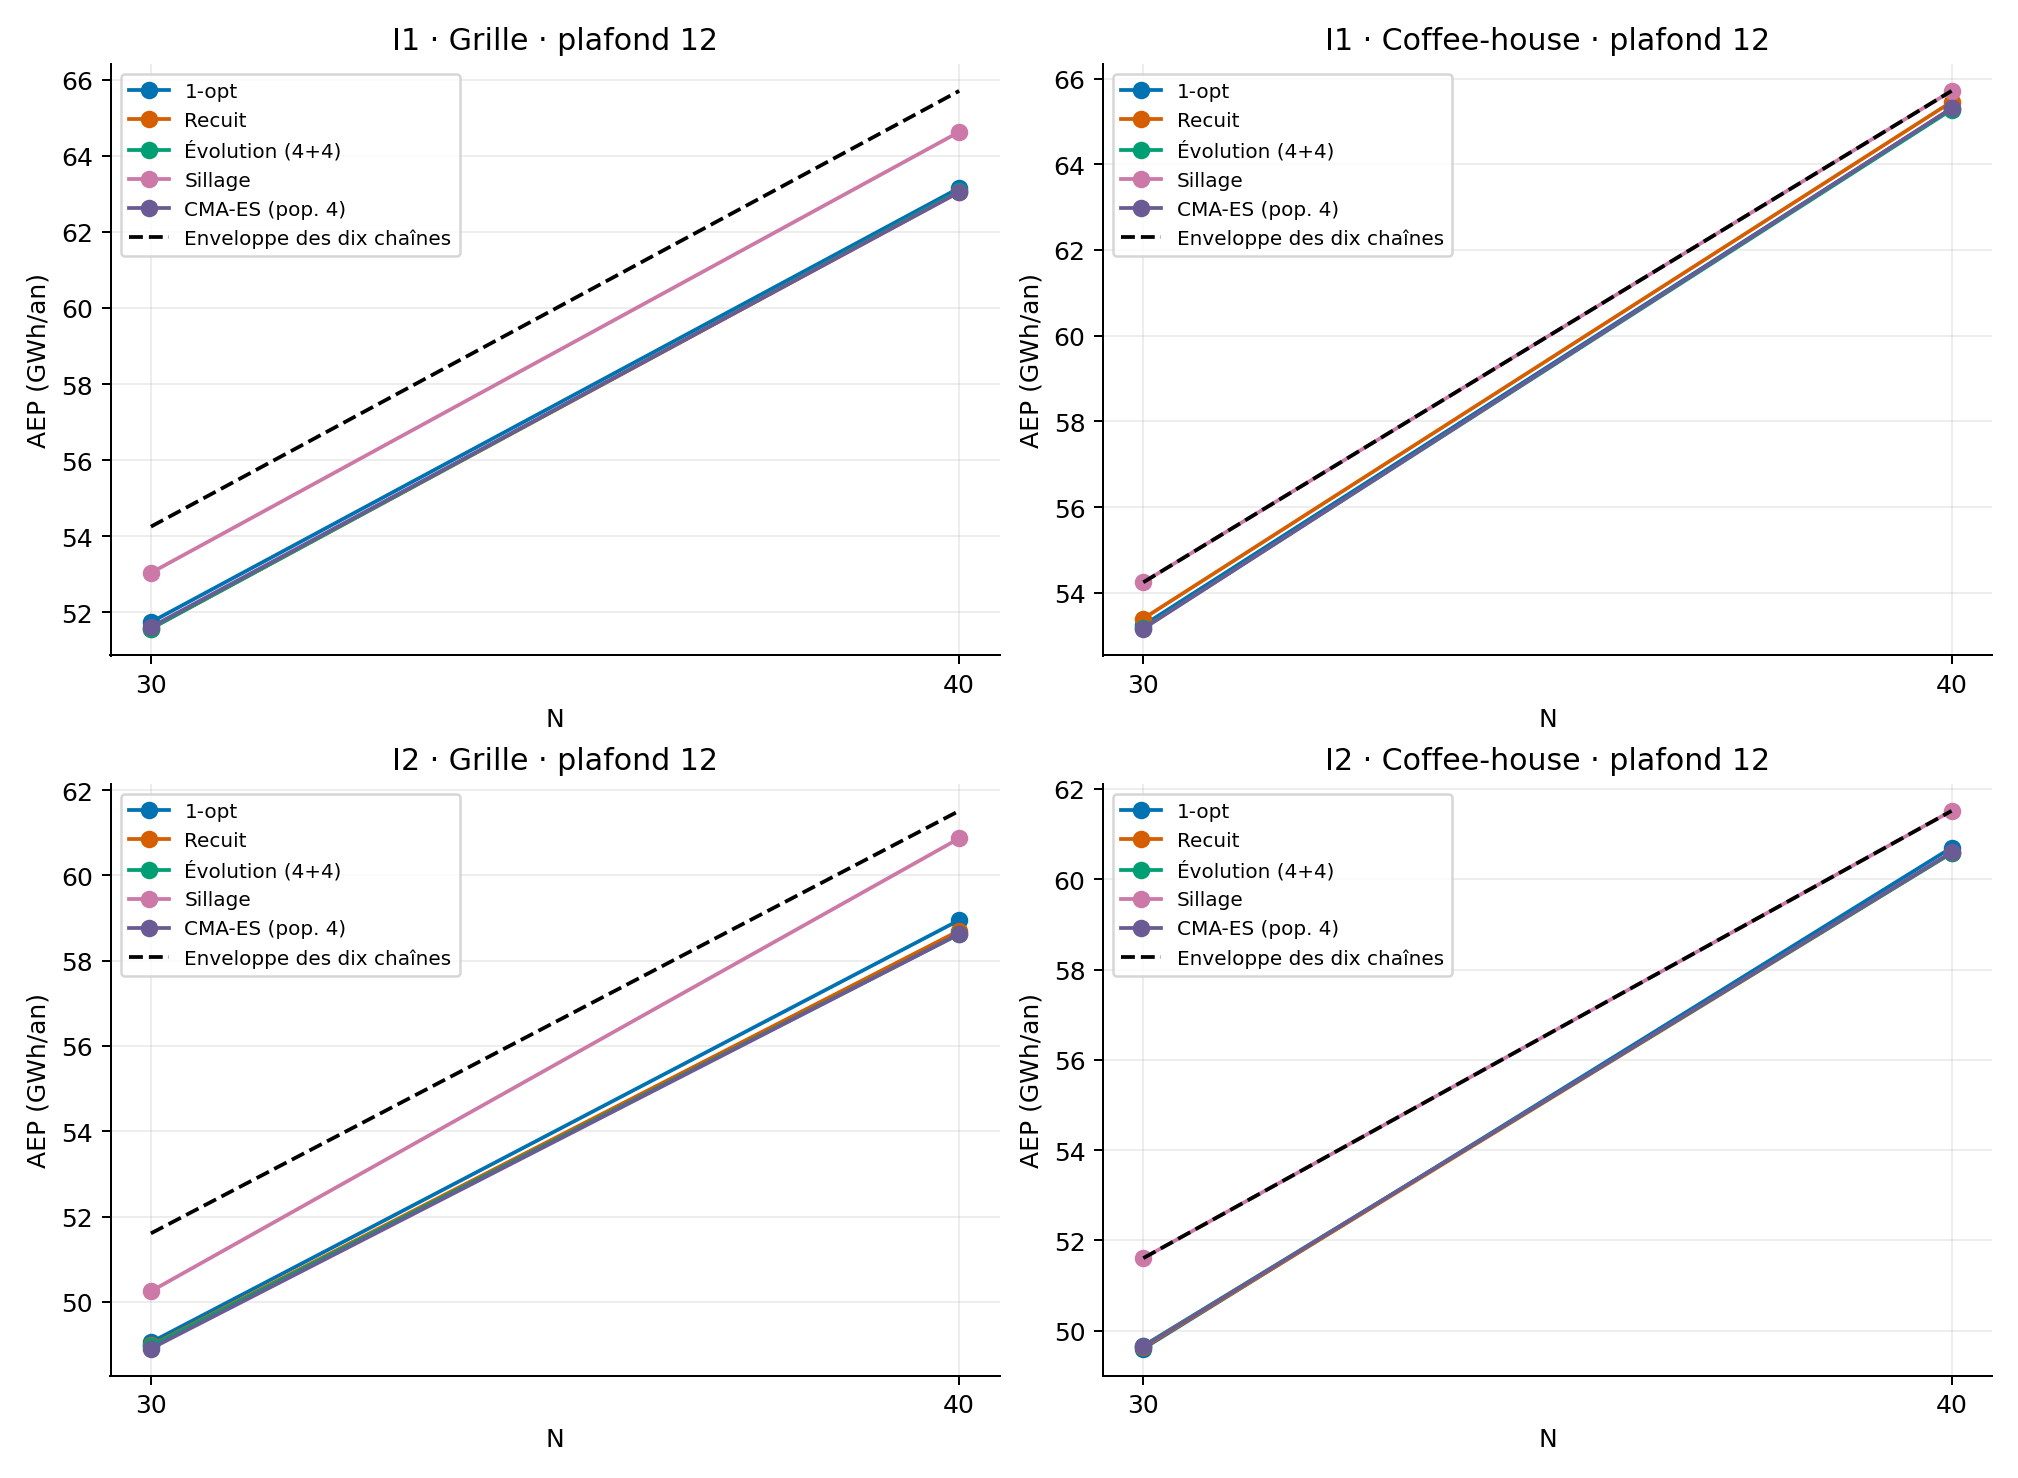 I1 · Grille · plafond 12
AEP (GWh/an)
66
64
62
60
58
56
54
52
1-opt
Recuit
Évolution (4+4)
Sillage
CMA-ES (pop. 4)
Enveloppe des dix chaînes
30
40
N
I1 · Coffee-house · plafond 12
AEP (GWh/an)
66
64
62
60
58
56
54
1-opt
Recuit
Évolution (4+4)
Sillage
CMA-ES (pop. 4)
Enveloppe des dix chaînes
30
40
N
I2 · Grille · plafond 12
AEP (GWh/an)
62
60
58
56
54
52
50
1-opt
Recuit
Évolution (4+4)
Sillage
CMA-ES (pop. 4)
Enveloppe des dix chaînes
30
40
N
I2 · Coffee-house · plafond 12
AEP (GWh/an)
62
60
58
56
54
52
50
1-opt
Recuit
Évolution (4+4)
Sillage
CMA-ES (pop. 4)
Enveloppe des dix chaînes
30
40
N